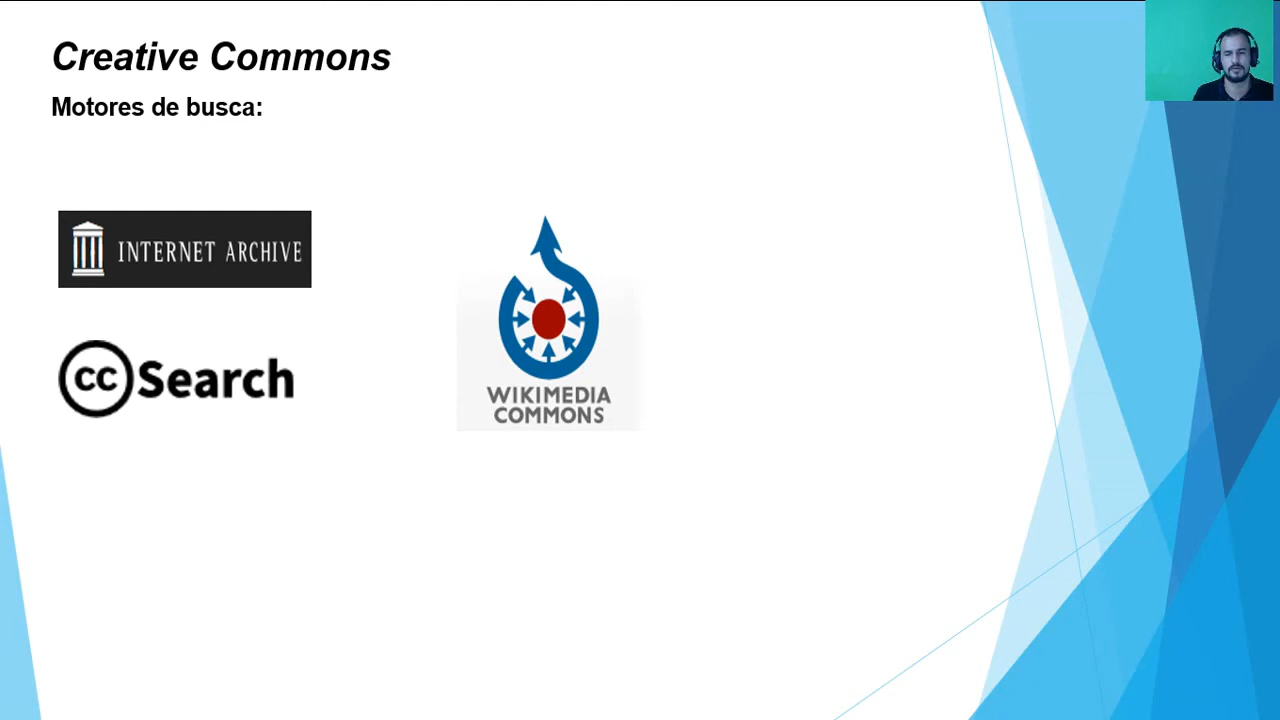 Creative Commons
Motores de busca:
INTERNET ARCHIVE
cc Search
WIKIMEDIA
COMMONS